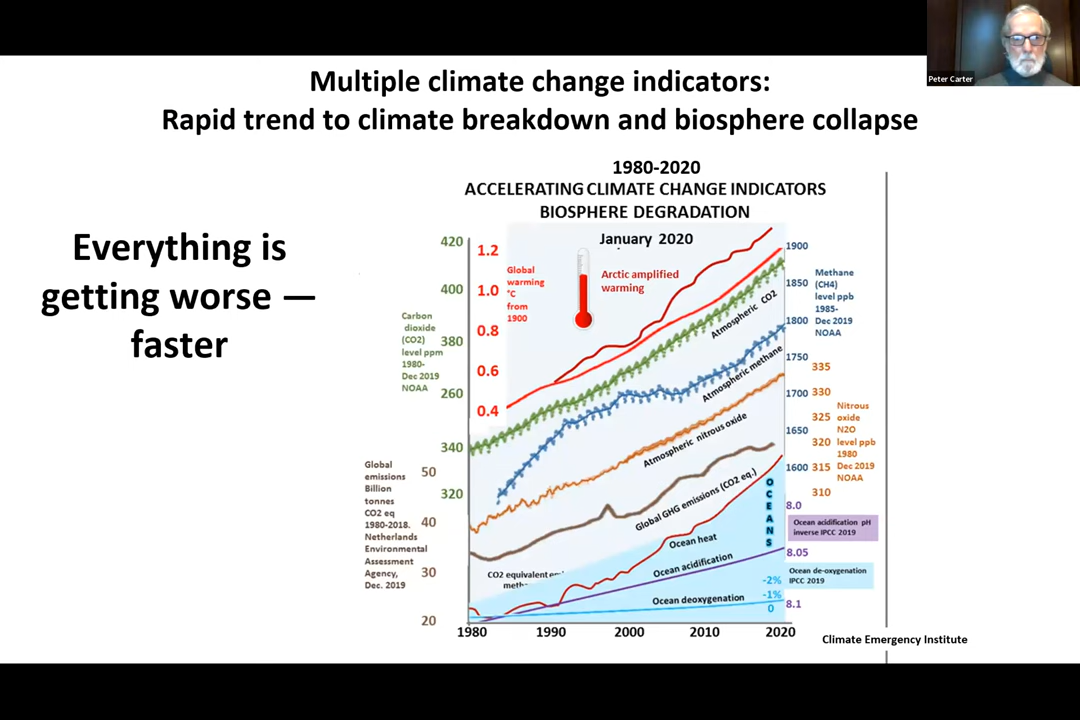 Peter Carter
Multiple climate change indicators:
Rapid trend to climate breakdown and biosphere collapse
Everything is
getting worse —
faster
1980-2020
ACCELERATING CLIMATE CHANGE INDICATORS
BIOSPHERE DEGRADATION
January 2020
420
400
380
260
340
320
Carbon
dioxide
(CO2)
level ppm
1980-
Dec 2019
NOAA
1.2
1.0
0.8
0.6
0.4
Global
warming
°C
from
1900
Arctic amplified
warming
Atmospheric CO2
Atmospheric methane
Atmospheric nitrous oxide
Global GHG emissions (CO2 eq.)
Ocean heat
Ocean acidification
Ocean deoxygenation
OCEANS
CO2 equivalent
Global
emissions
Billion
tonnes
CO2 eq
1980-2018.
Netherlands
Environmental
Assessment
Agency,
Dec. 2019
50
40
30
20
1900
1850
1800
1750
1700
1650
1600
Methane
(CH4)
level ppb
1985-
Dec 2019
NOAA
335
330
325
320
315
310
Nitrous
oxide
N2O
level ppb
1980
Dec 2019
NOAA
8.0
8.05
8.1
Ocean acidification pH
inverse IPCC 2019
Ocean de-oxygenation
IPCC 2019
-2%
-1%
0
1980 1990 2000 2010 2020
Climate Emergency Institute